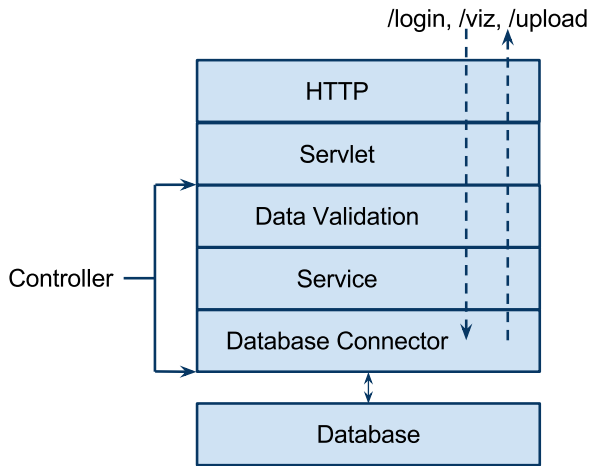 /login, /viz, /upload
HTTP
Servlet
Data Validation
Controller
Service
Database Connector
Database